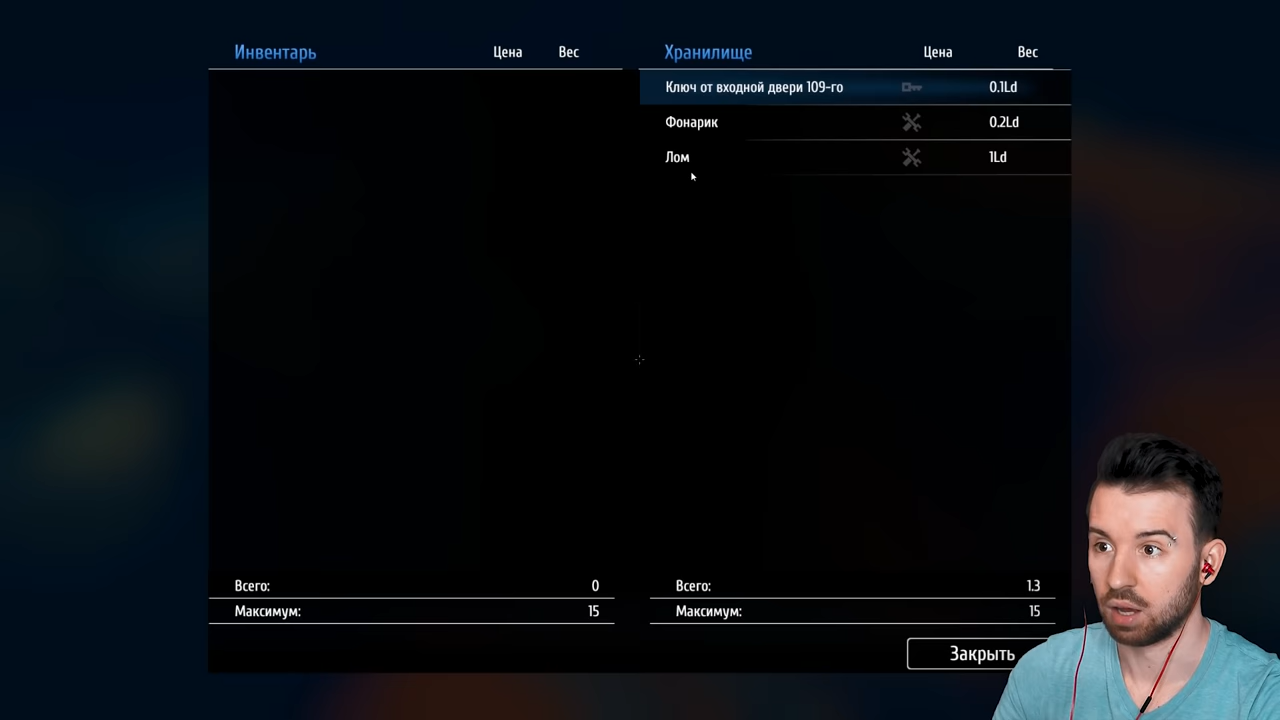 Инвентарь Цена Вес
Хранилище Цена Вес
Ключ от входной двери 109-го 0.1Ld
Фонарик 0.2Ld
Лом 1Ld
Всего: 0
Максимум: 15
Всего: 1.3
Максимум: 15
Закрыть